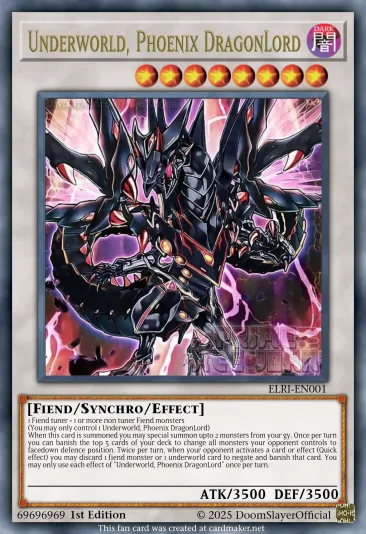 Underworld, Phoenix DragonLord
DARK
闇
ELRI-EN001
[Fiend/Synchro/Effect]
1 Fiend tuner + 1 or more non tuner Fiend monsters
(You may only control 1 Underworld, Phoenix DragonLord)
When this card is summoned you may special summon upto 2 monsters from your gy. Once per turn
you can banish the top 5 cards of your deck to change all monsters your opponent controls to
facedown defence position. Twice per turn, when your opponent activates a card or effect (Quick
effect) you may discard 1 fiend monster or 1 underworld card to negate and banish that card. You
may only use each effect of "Underworld, Phoenix DragonLord" once per turn.
ATK/3500 DEF/3500
69696969 1st Edition © 2025 DoomSlayerOfficial
This fan card was created at cardmaker.net